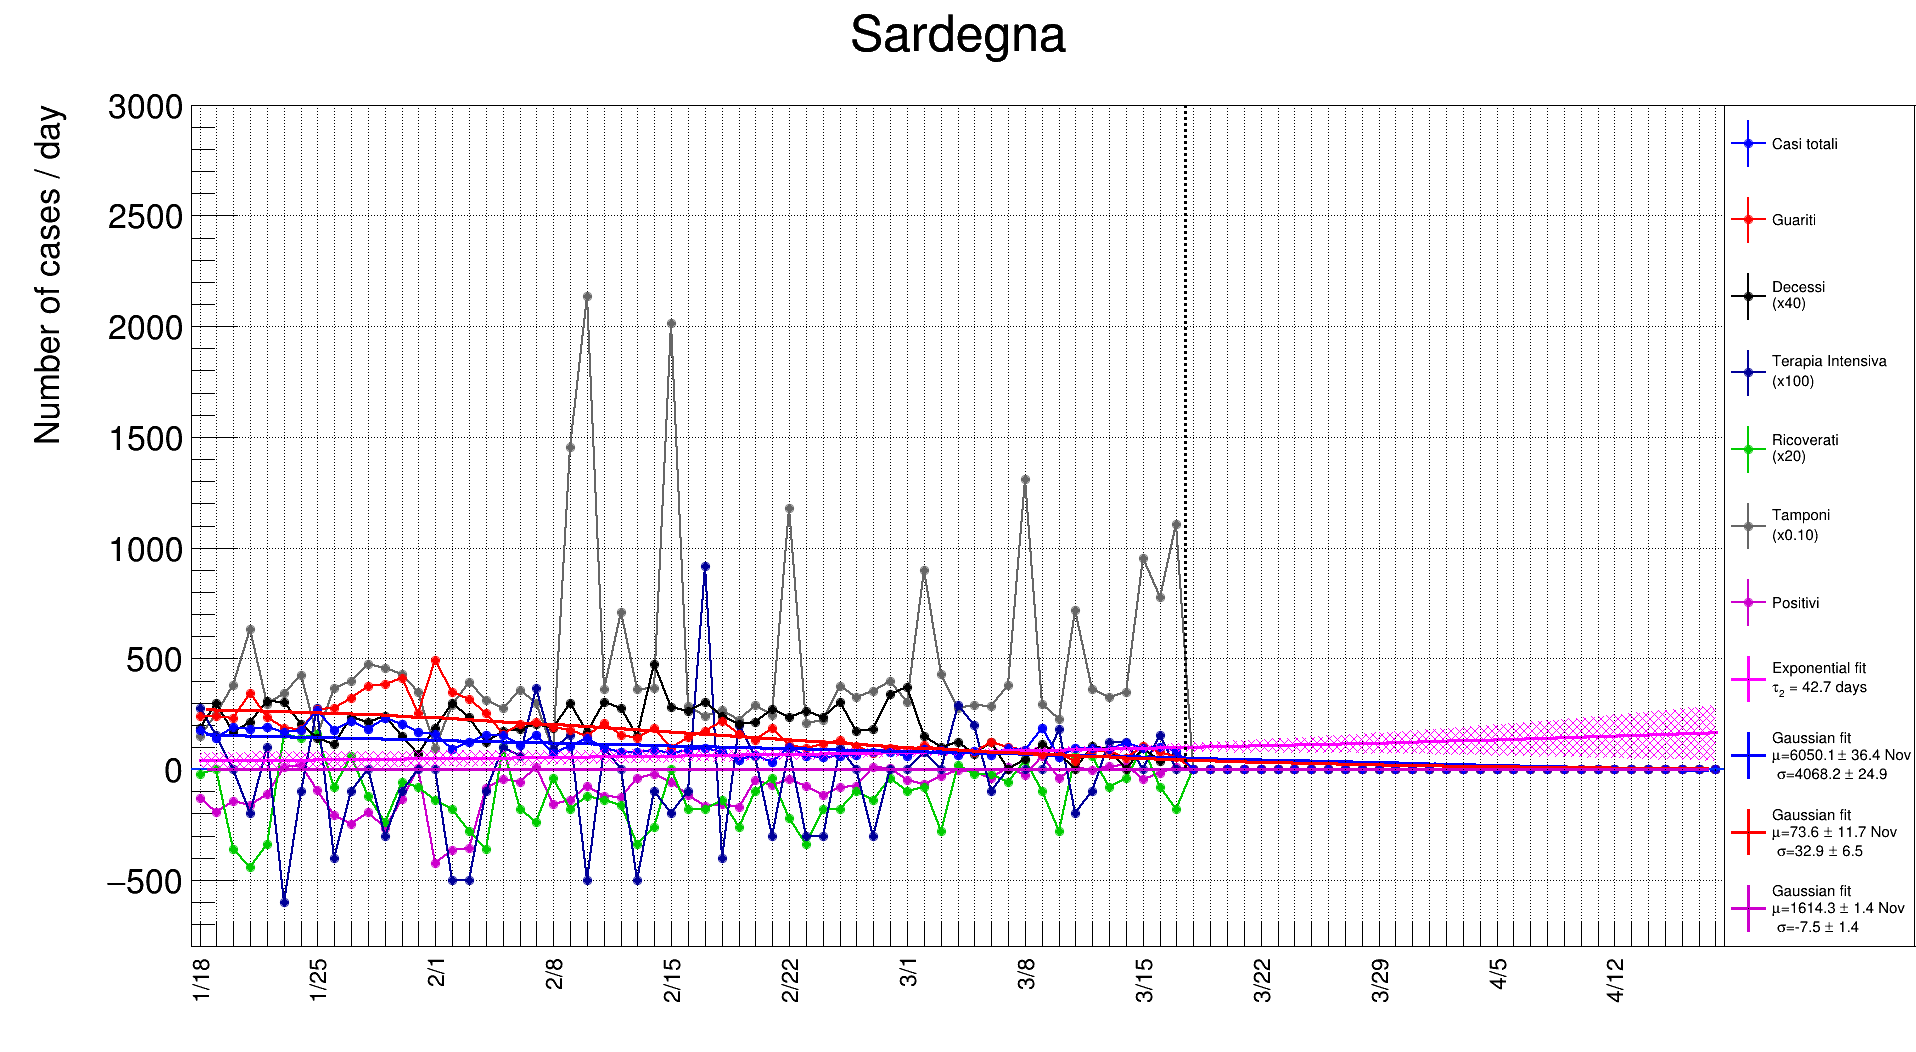 Sardegna
Number of cases / day
3000
2500
2000
1500
1000
500
0
−500
1/18
1/25
2/1
2/8
2/15
2/22
3/1
3/8
3/15
3/22
3/29
4/5
4/12
Casi totali
Guariti
Decessi
(x40)
Terapia Intensiva
(x100)
Ricoverati
(x20)
Tamponi
(x0.10)
Positivi
Exponential fit
τ2 = 42.7 days
Gaussian fit
μ=6050.1 ± 36.4 Nov
σ=4068.2 ± 24.9
Gaussian fit
μ=73.6 ± 11.7 Nov
σ=32.9 ± 6.5
Gaussian fit
μ=1614.3 ± 1.4 Nov
σ=-7.5 ± 1.4